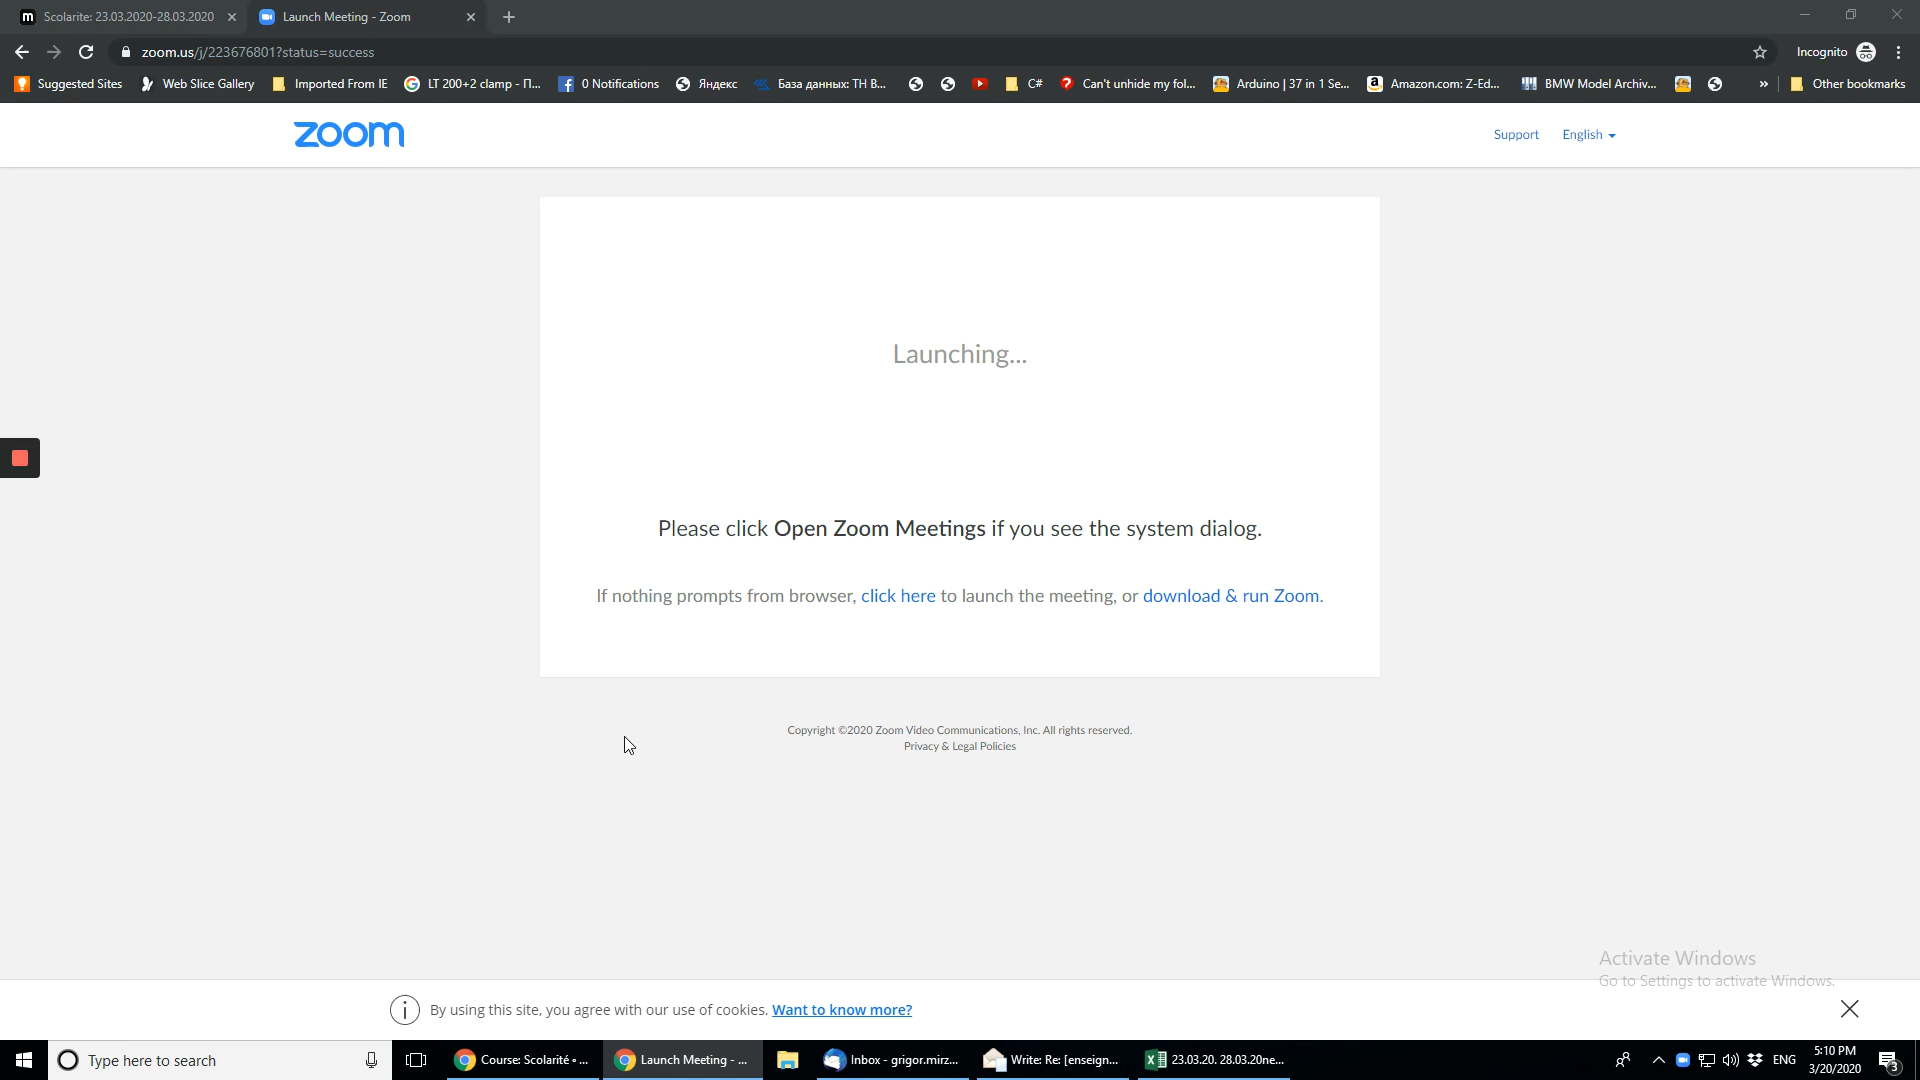 Scolarite: 23.03.2020-28.03.2020
Launch Meeting - Zoom
zoom.us/j/223676801?status=success
Incognito
Suggested Sites
Web Slice Gallery
Imported From IE
LT 200+2 clamp - П...
0 Notifications
Яндекс
База данных: ТН В...
C#
Can't unhide my fol...
Arduino | 37 in 1 Se...
Amazon.com: Z-Ed...
BMW Model Archiv...
»
Other bookmarks
zoom
Support
English
Launching...
Please click Open Zoom Meetings if you see the system dialog.
If nothing prompts from browser, click here to launch the meeting, or download & run Zoom.
Copyright ©2020 Zoom Video Communications, Inc. All rights reserved.
Privacy & Legal Policies
Activate Windows
Go to Settings to activate Windows.
By using this site, you agree with our use of cookies. Want to know more?
Type here to search
Course: Scolarité • ...
Launch Meeting - ...
Inbox - grigor.mirz...
Write: Re: [enseign...
23.03.20. 28.03.20ne...
ENG
5:10 PM
3/20/2020
3